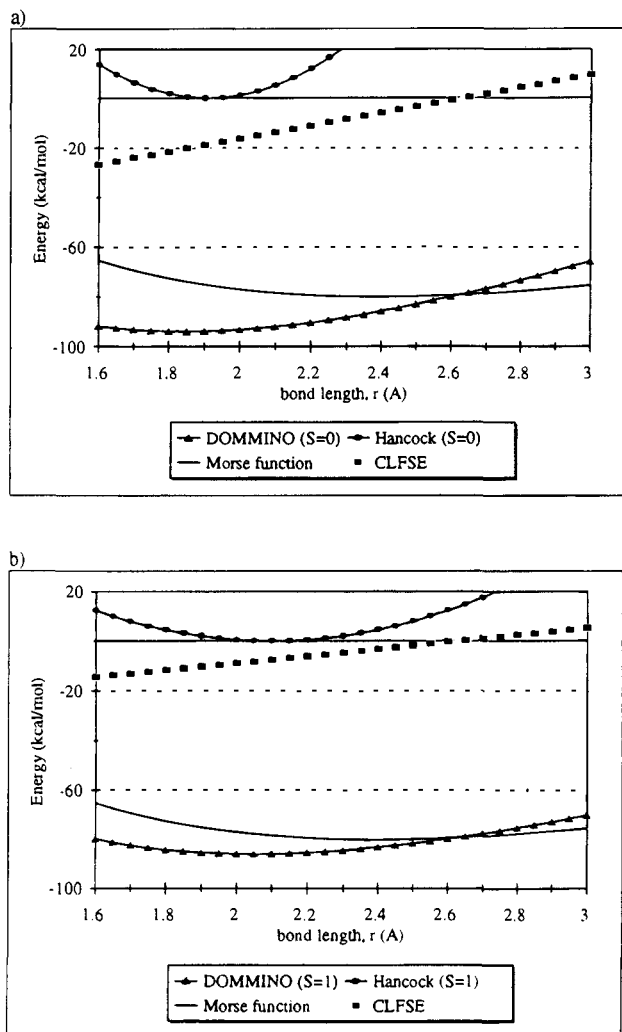 a)
20
-20
-60
-100
Energy (kcal/mol)
1.6 1.8 2 2.2 2.4 2.6 2.8 3
bond length, r (A)
DOMMINO (S=0) Hancock (S=0)
Morse function CLFSE
b)
20
-20
-60
-100
Energy (kcal/mol)
1.6 1.8 2 2.2 2.4 2.6 2.8 3
bond length, r (A)
DOMMINO (S=1) Hancock (S=1)
Morse function CLFSE